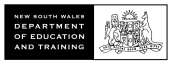 NEW SOUTH WALES
DEPARTMENT
OF EDUCATION
AND TRAINING